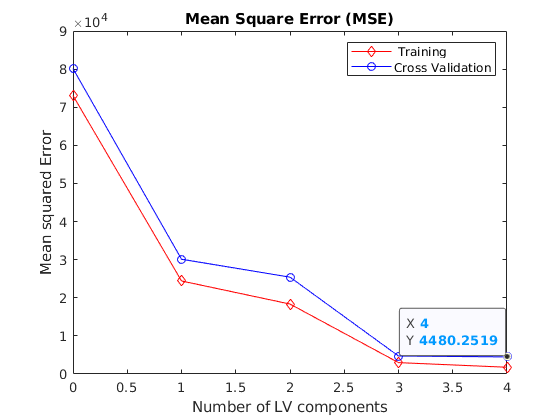 Mean Square Error (MSE)
×10⁴
9
8
7
6
5
4
3
2
1
0
Mean squared Error
Training
Cross Validation
X 4
Y 4480.2519
0 0.5 1 1.5 2 2.5 3 3.5 4
Number of LV components